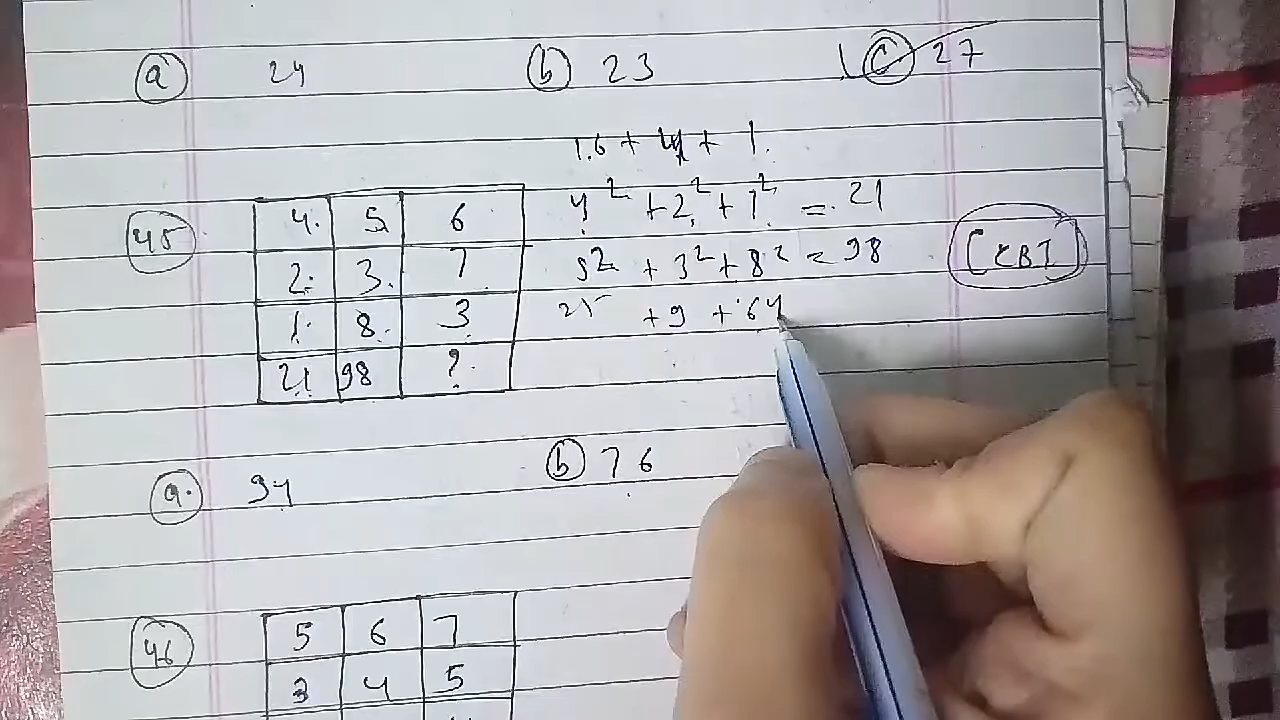 (a) 24 (b) 23 (c) 27
16 + 4 + 1
4² + 2² + 1² = 21
45 4 5 6
5² + 3² + 8² = 98
2 3 7
25 + 9 + 64
1 8 3
21 98 ?
(a) 94 (b) 76
46 5 6 7
3 4 5